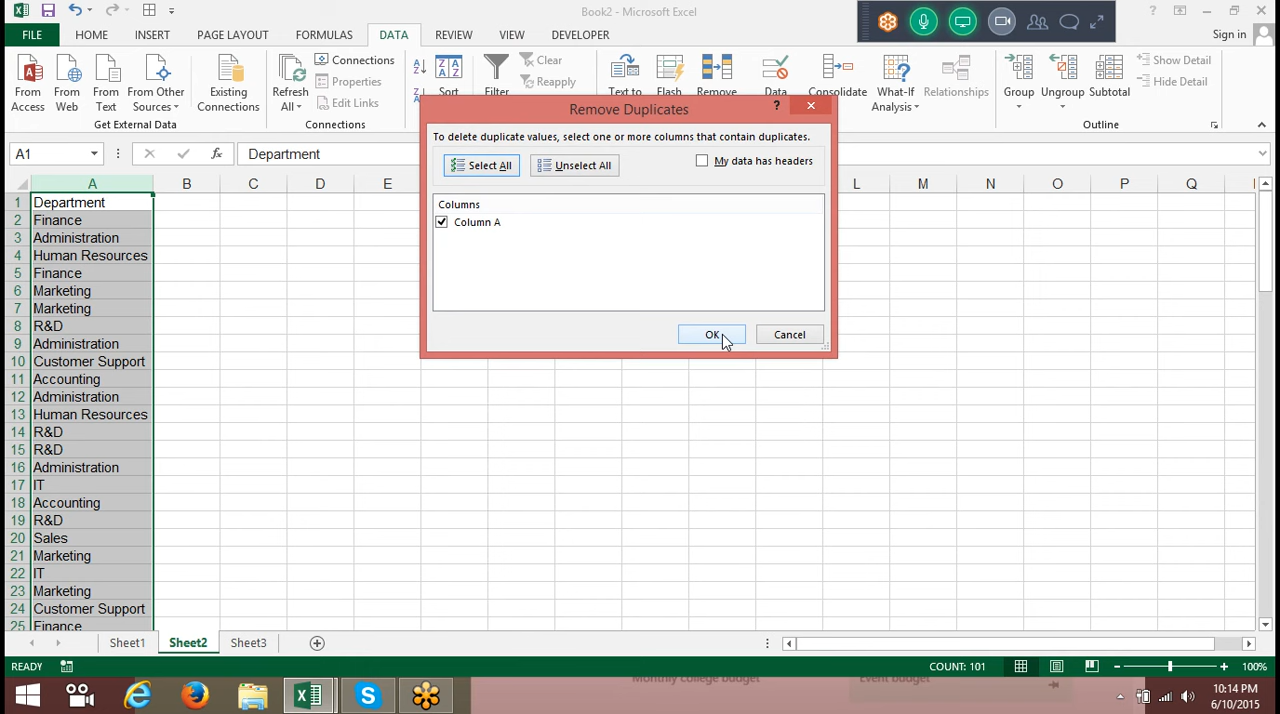 Book2 - Microsoft Excel
FILE HOME INSERT PAGE LAYOUT FORMULAS DATA REVIEW VIEW DEVELOPER Sign in
From Access
From Web
From Text
From Other Sources
Existing Connections
Get External Data
Refresh All
Connections
Properties
Edit Links
Connections
Sort
Filter
Clear
Reapply
Text to
Flash
Remove
Data
Consolidate
What-If Analysis
Relationships
Group
Ungroup
Subtotal
Show Detail
Hide Detail
Outline
A1 fx Department
Remove Duplicates ?
To delete duplicate values, select one or more columns that contain duplicates.
Select All Unselect All My data has headers
Columns
Column A
OK Cancel
A B C D E L M N O P Q
1 Department
2 Finance
3 Administration
4 Human Resources
5 Finance
6 Marketing
7 Marketing
8 R&D
9 Administration
10 Customer Support
11 Accounting
12 Administration
13 Human Resources
14 R&D
15 R&D
16 Administration
17 IT
18 Accounting
19 R&D
20 Sales
21 Marketing
22 IT
23 Marketing
24 Customer Support
25 Finance
Sheet1 Sheet2 Sheet3
READY COUNT: 101 100%
Monthly college budget Event budget
10:14 PM
6/10/2015